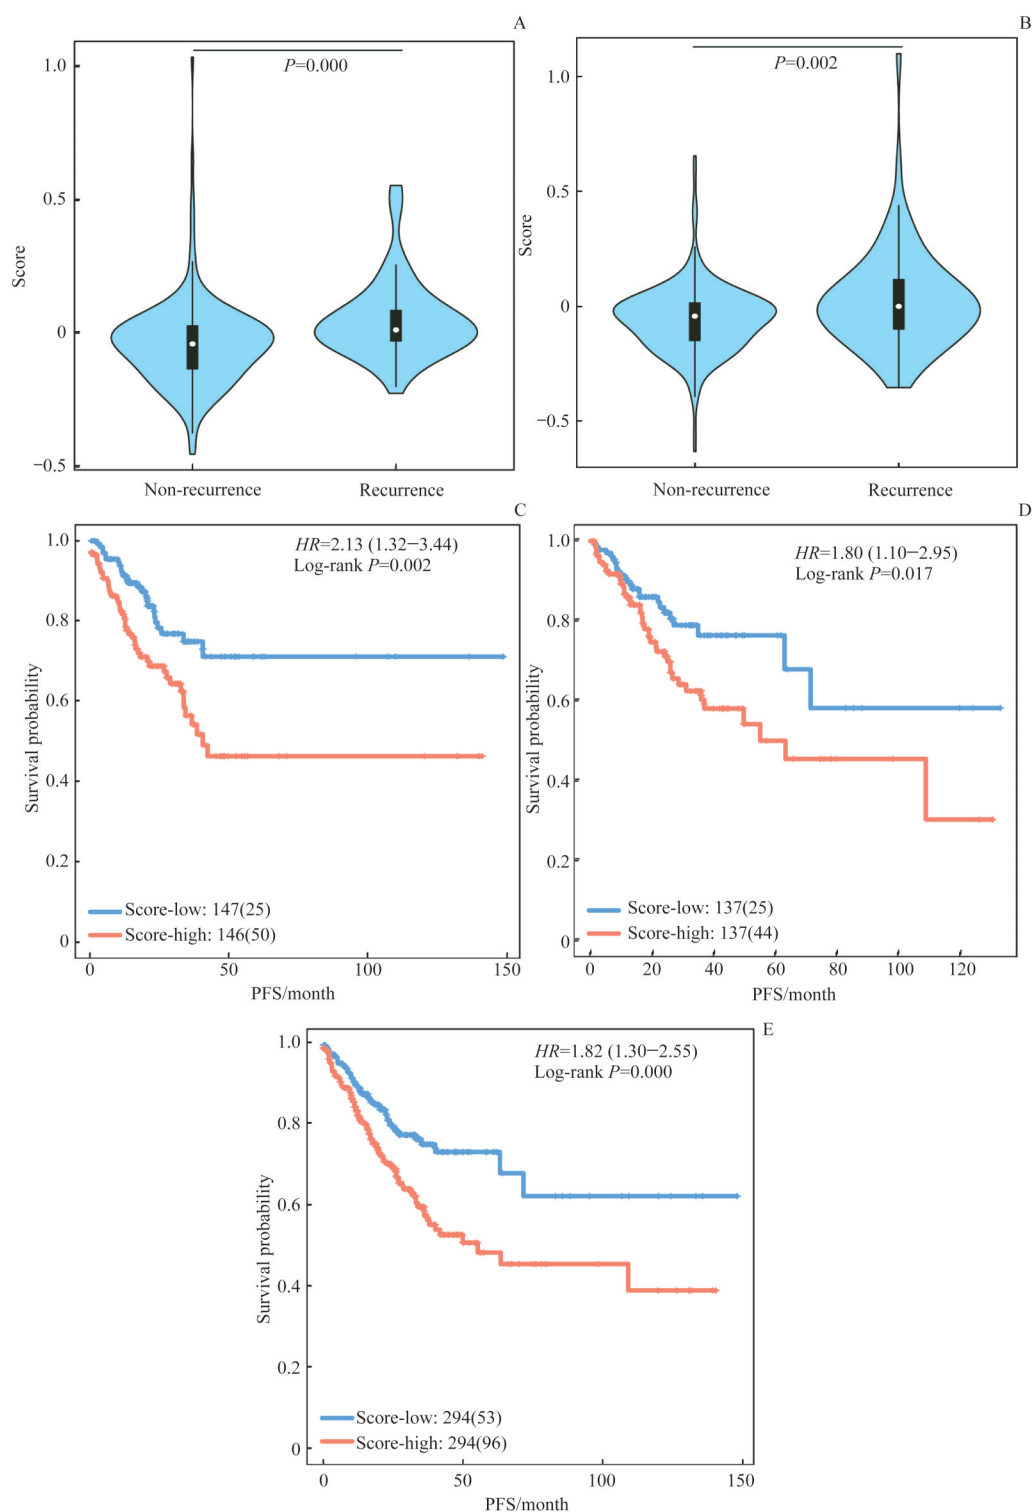 A
P=0.000
1.0
0.5
0
−0.5
Score
Non-recurrence
Recurrence
B
P=0.002
1.0
0.5
0
−0.5
Score
Non-recurrence
Recurrence
C
HR=2.13 (1.32−3.44)
Log-rank P=0.002
1.0
0.8
0.6
0.4
0.2
0
Survival probability
Score-low: 147(25)
Score-high: 146(50)
0 50 100 150
PFS/month
D
HR=1.80 (1.10−2.95)
Log-rank P=0.017
1.0
0.8
0.6
0.4
0.2
0
Survival probability
Score-low: 137(25)
Score-high: 137(44)
0 20 40 60 80 100 120
PFS/month
E
HR=1.82 (1.30−2.55)
Log-rank P=0.000
1.0
0.8
0.6
0.4
0.2
0
Survival probability
Score-low: 294(53)
Score-high: 294(96)
0 50 100 150
PFS/month